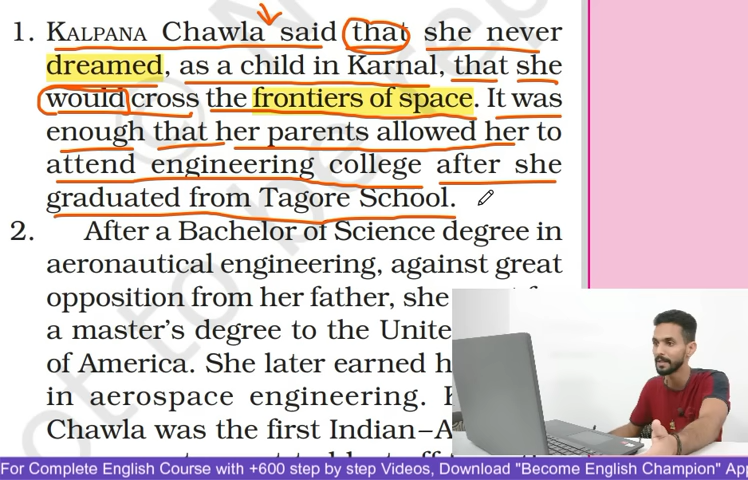 1. KALPANA Chawla said that she never
dreamed, as a child in Karnal, that she
would cross the frontiers of space. It was
enough that her parents allowed her to
attend engineering college after she
graduated from Tagore School.
2. After a Bachelor of Science degree in
aeronautical engineering, against great
opposition from her father, she
a master's degree to the Unite
of America. She later earned h
in aerospace engineering.
Chawla was the first Indian–A
For Complete English Course with +600 step by step Videos, Download "Become English Champion" App